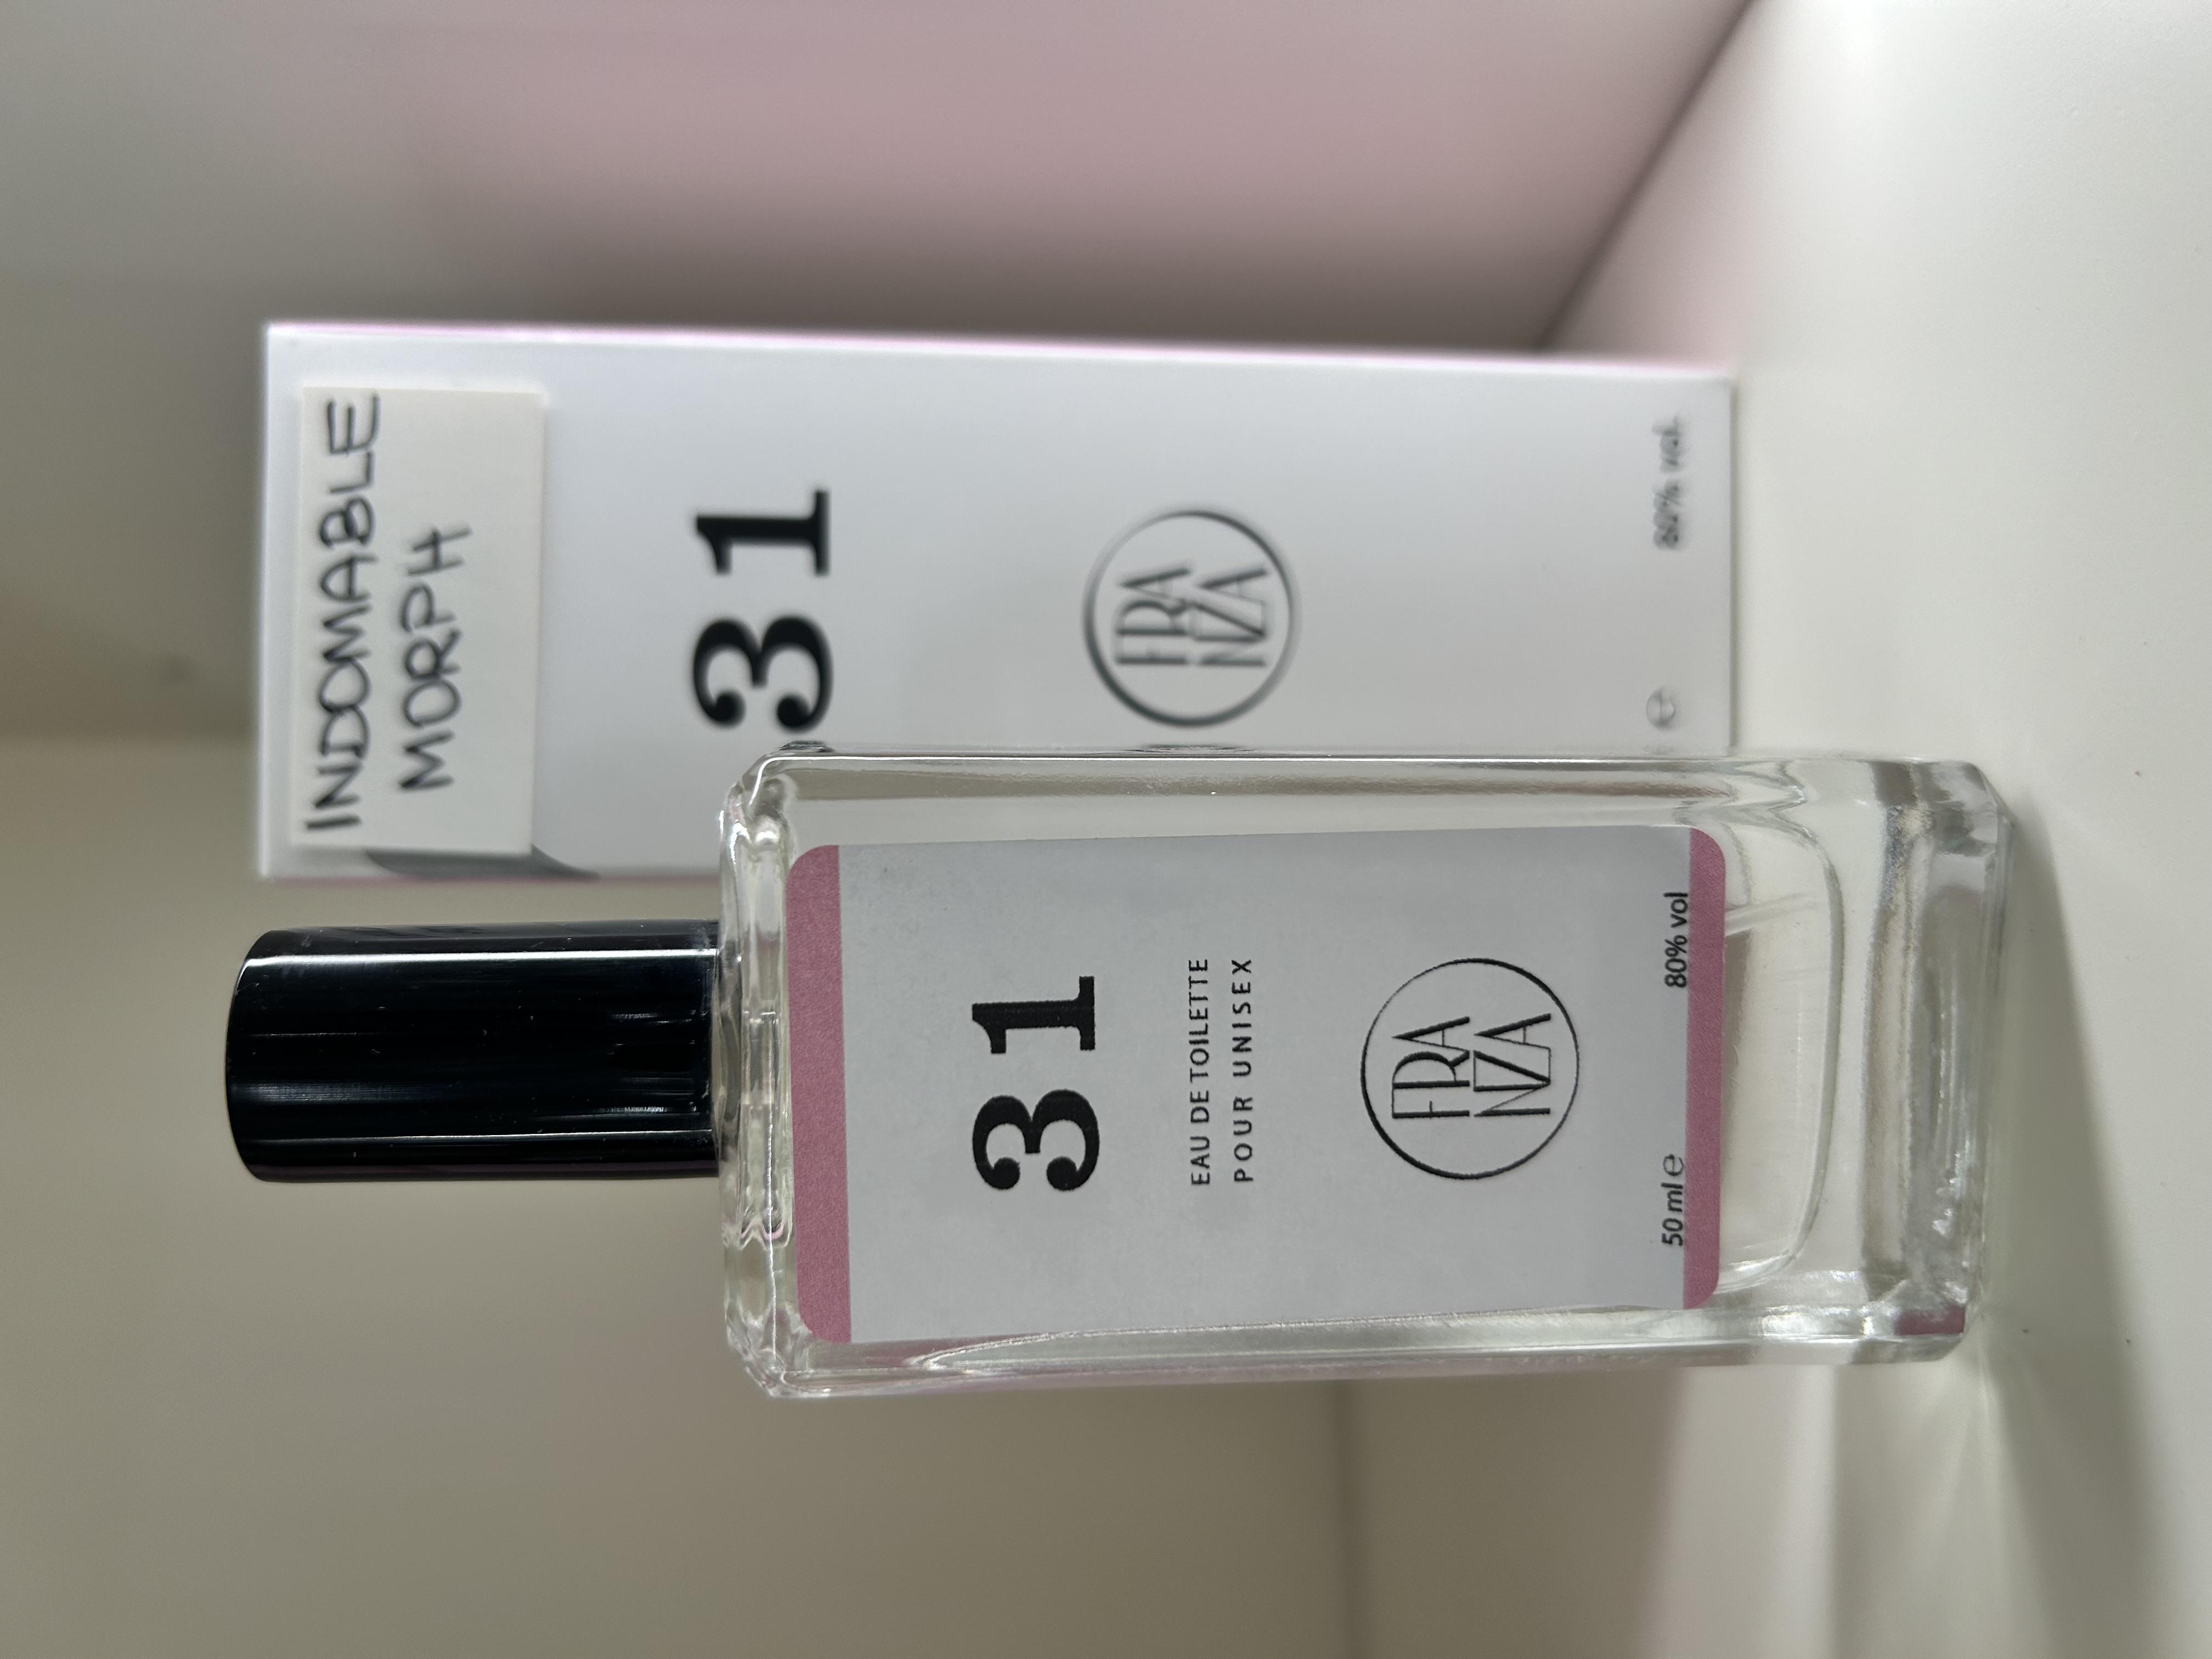 INDOMABLE
MORPH
31
FRA
NZA
e
80% vol.
31
EAU DE TOILETTE
POUR UNISEX
FRA
NZA
50 ml e
80% vol